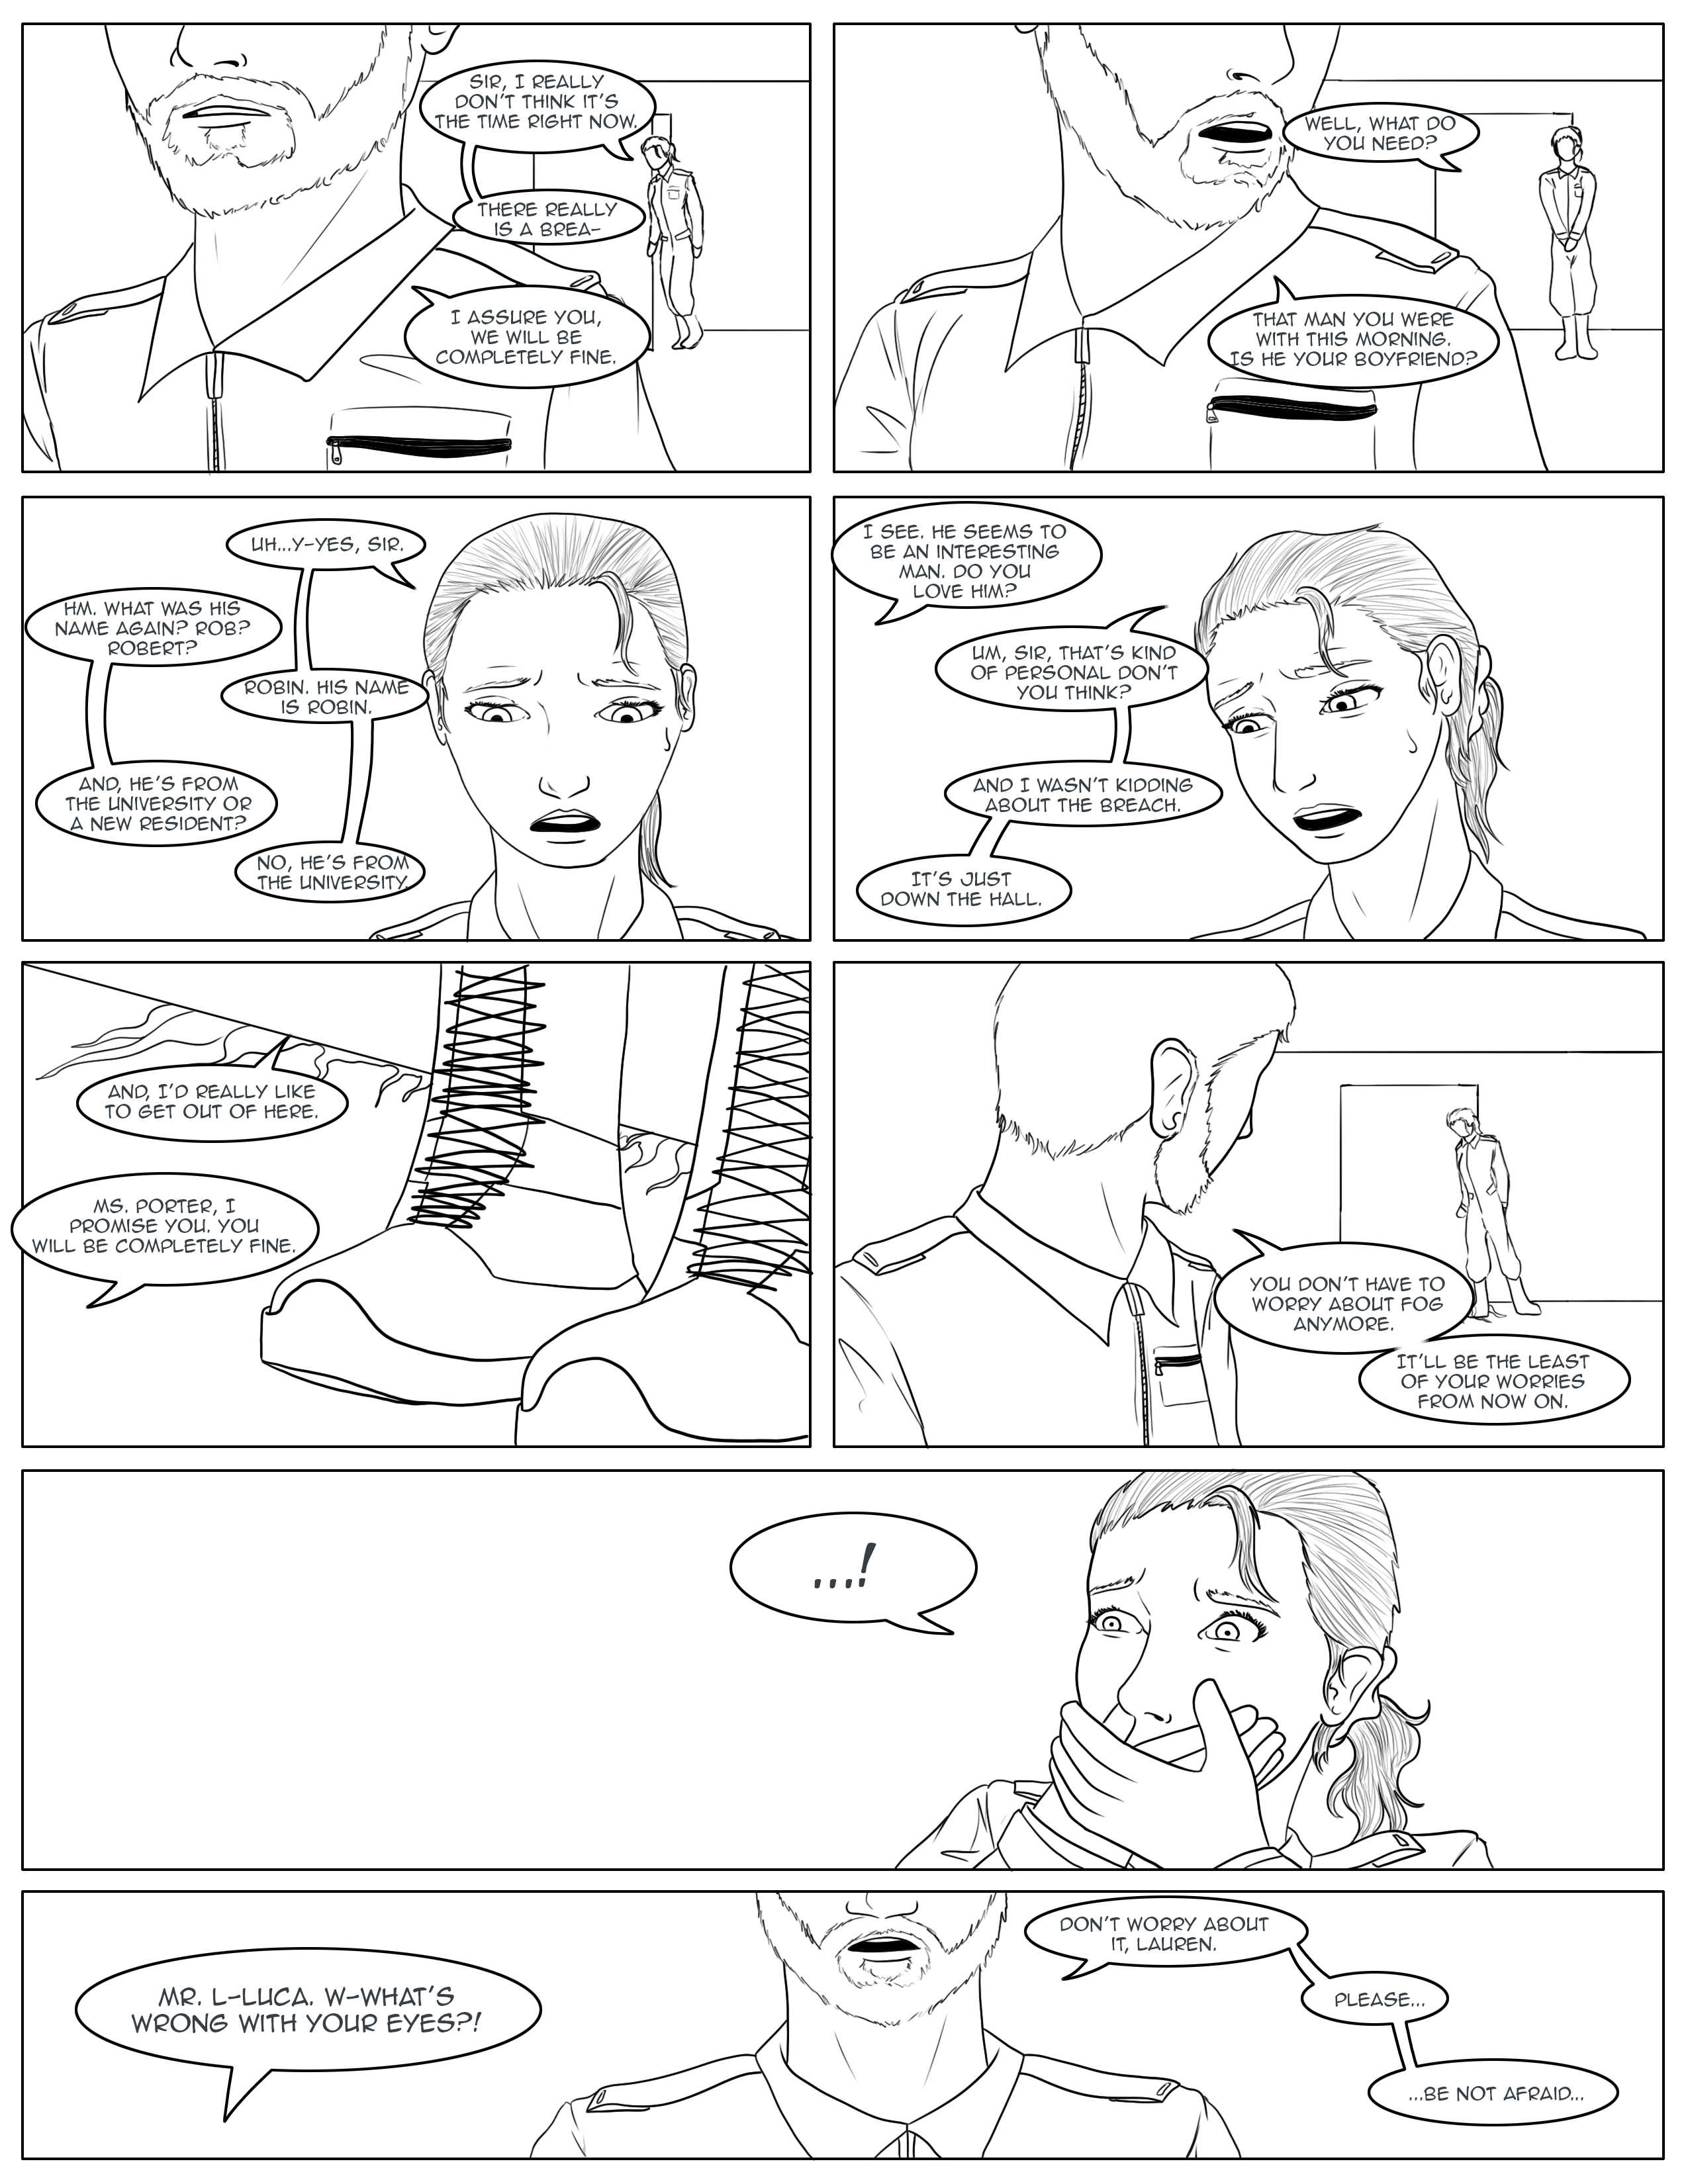 SIR, I REALLY
DON'T THINK IT'S
THE TIME RIGHT NOW.
THERE REALLY
IS A BREA-
I ASSURE YOU,
WE WILL BE
COMPLETELY FINE.
WELL, WHAT DO
YOU NEED?
THAT MAN YOU WERE
WITH THIS MORNING.
IS HE YOUR BOYFRIEND?
UH...Y-YES, SIR.
HM. WHAT WAS HIS
NAME AGAIN? ROB?
ROBERT?
ROBIN. HIS NAME
IS ROBIN.
AND, HE'S FROM
THE UNIVERSITY OR
A NEW RESIDENT?
NO, HE'S FROM
THE UNIVERSITY.
I SEE. HE SEEMS TO
BE AN INTERESTING
MAN. DO YOU
LOVE HIM?
UM, SIR, THAT'S KIND
OF PERSONAL DON'T
YOU THINK?
AND I WASN'T KIDDING
ABOUT THE BREACH.
IT'S JUST
DOWN THE HALL.
AND, I'D REALLY LIKE
TO GET OUT OF HERE.
MS. PORTER, I
PROMISE YOU. YOU
WILL BE COMPLETELY FINE.
YOU DON'T HAVE TO
WORRY ABOUT FOG
ANYMORE.
IT'LL BE THE LEAST
OF YOUR WORRIES
FROM NOW ON.
...!
MR. L-LUCA. W-WHAT'S
WRONG WITH YOUR EYES?!
DON'T WORRY ABOUT
IT, LAUREN.
PLEASE...
...BE NOT AFRAID...